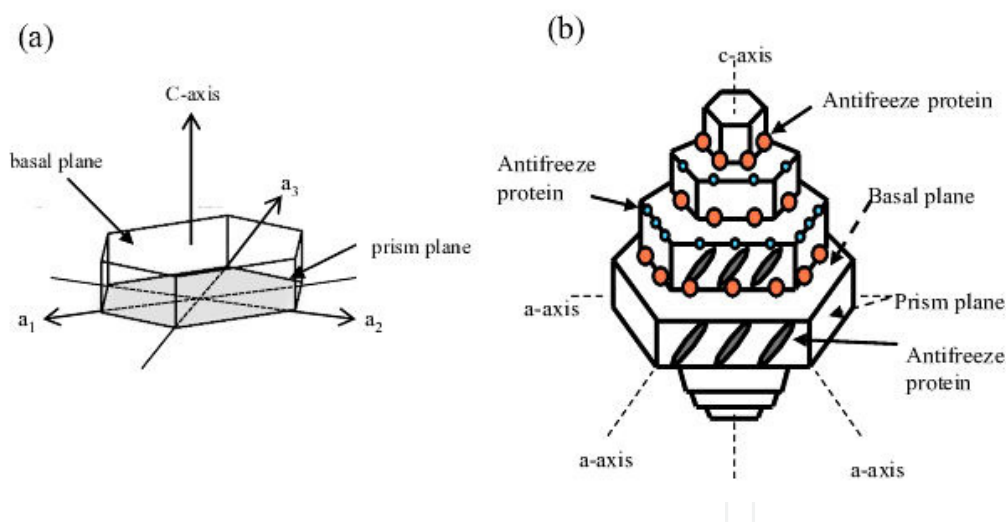 (a)
C-axis
basal plane
a3
prism plane
a1
a2
(b)
c-axis
Antifreeze protein
Antifreeze
protein
Basal plane
a-axis
Prism plane
Antifreeze
protein
a-axis
a-axis